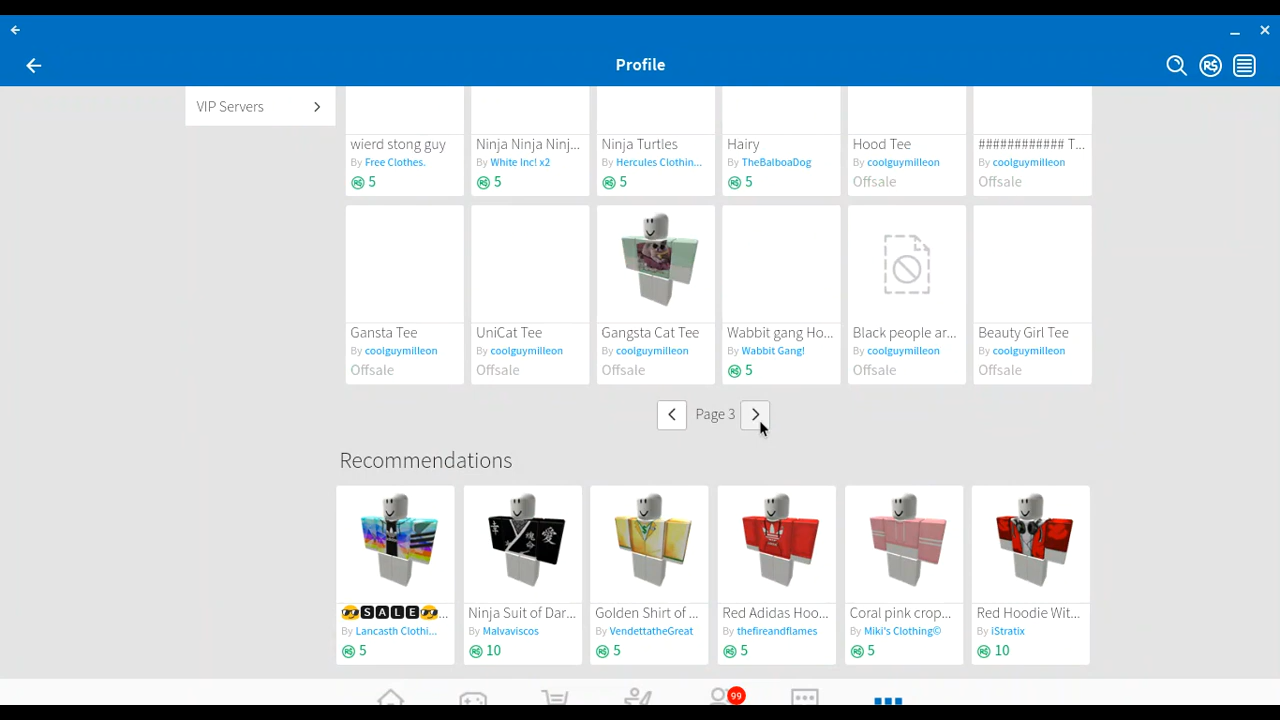 Profile
R$
VIP Servers
wierd stong guy
By Free Clothes.
5
Ninja Ninja Ninj...
By White Inc! x2
5
Ninja Turtles
By Hercules Clothin...
5
Hairy
By TheBalboaDog
5
Hood Tee
By coolguymilleon
Offsale
############ T...
By coolguymilleon
Offsale
Gansta Tee
By coolguymilleon
Offsale
UniCat Tee
By coolguymilleon
Offsale
Gangsta Cat Tee
By coolguymilleon
Offsale
Wabbit gang Ho...
By Wabbit Gang!
5
Black people ar...
By coolguymilleon
Offsale
Beauty Girl Tee
By coolguymilleon
Offsale
Page 3
Recommendations
😎🆂🅰🅻🅴😎...
By Lancasth Clothi...
5
Ninja Suit of Dar...
By Malvaviscos
10
Golden Shirt of ...
By VendettatheGreat
5
Red Adidas Hoo...
By thefireandflames
5
Coral pink crop...
By Miki's Clothing©
5
Red Hoodie Wit...
By iStratix
10
99